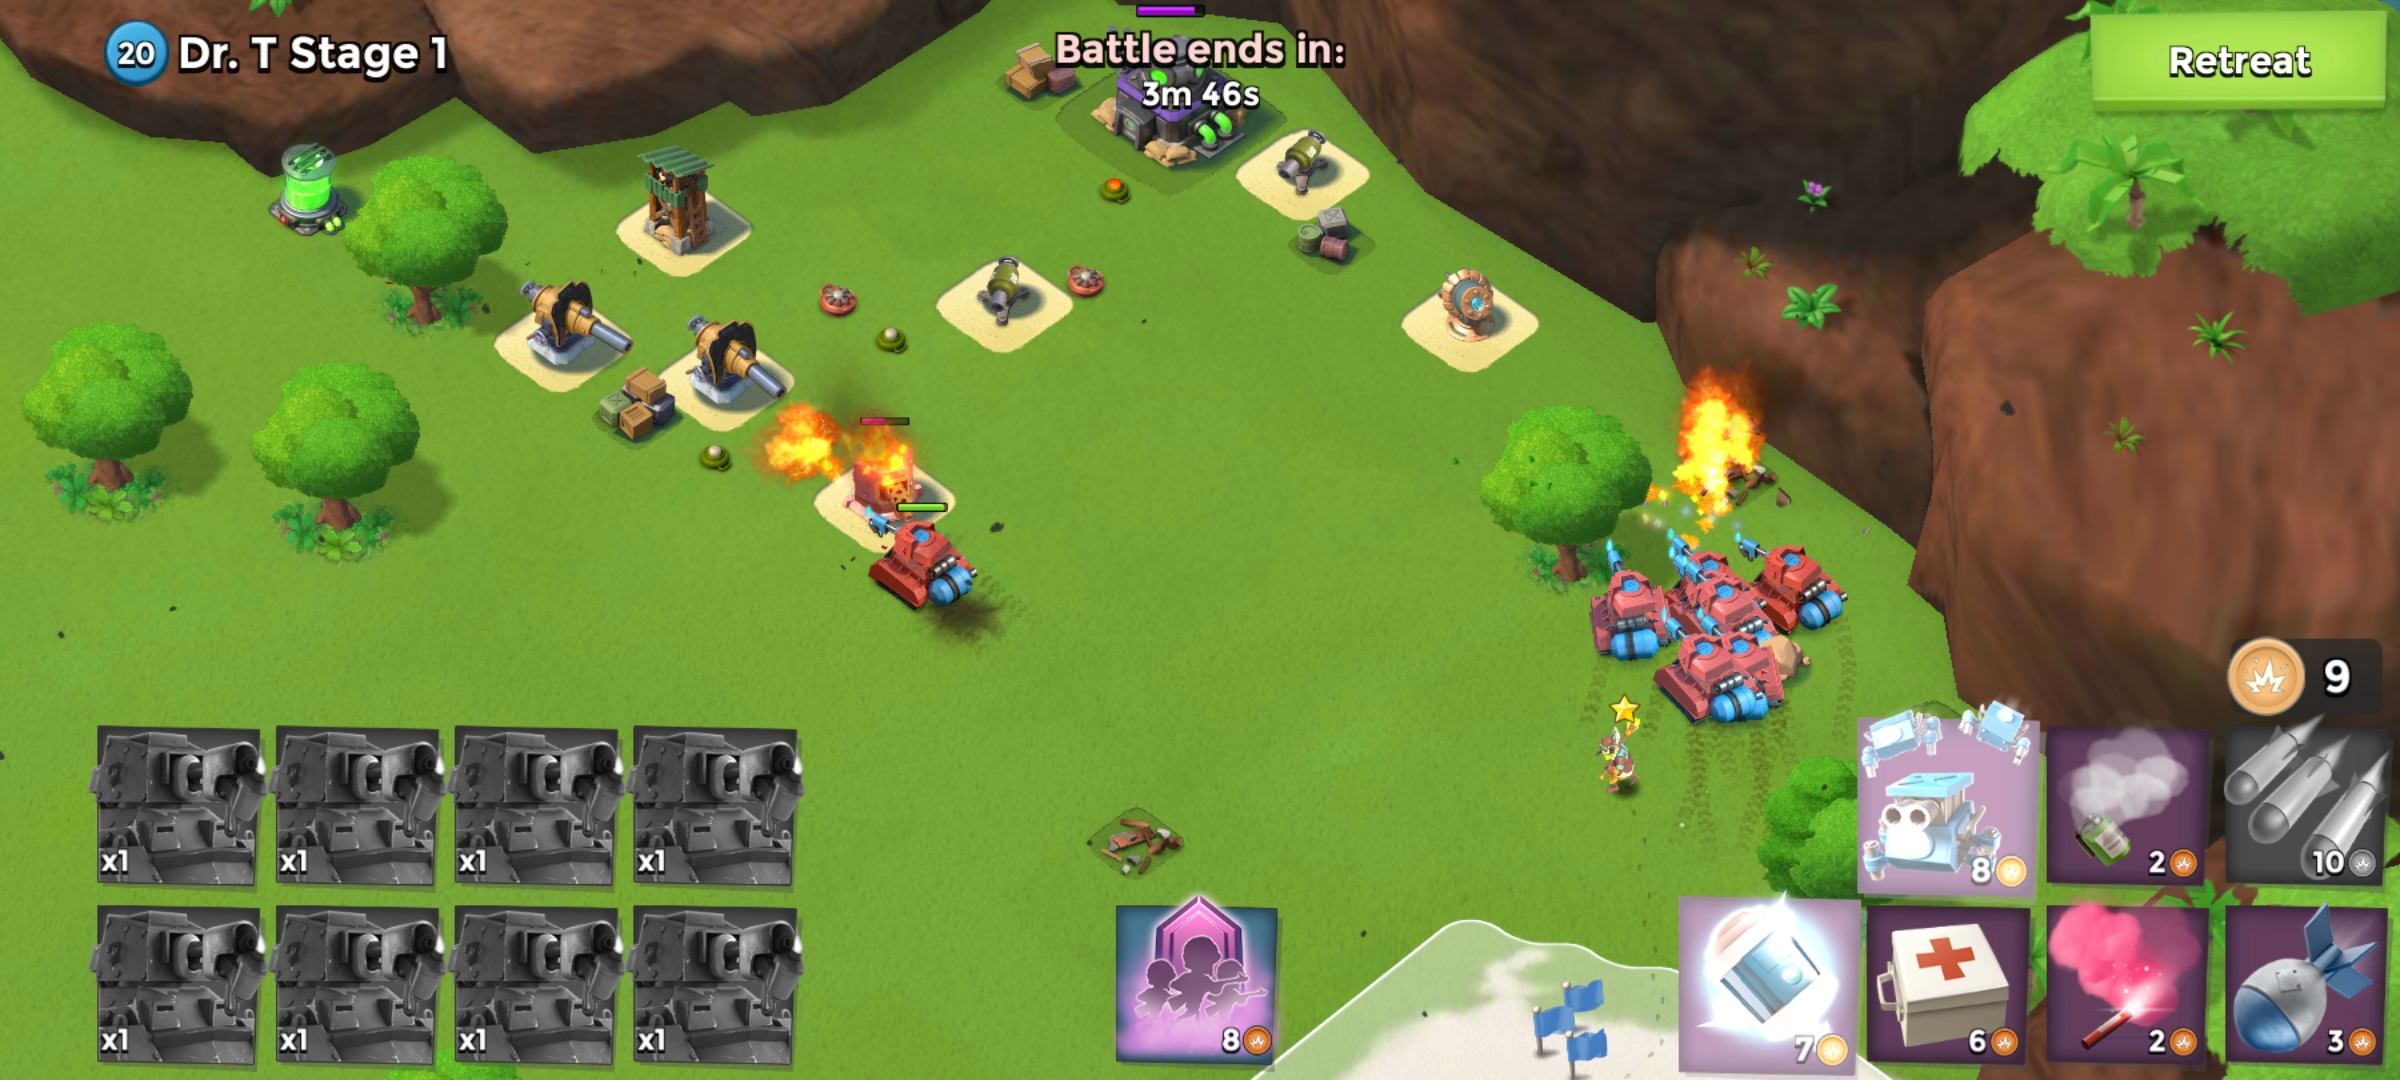 20 Dr. T Stage 1
Battle ends in:
3m 46s
Retreat
9
x1 x1 x1 x1
8 2 10
x1 x1 x1 x1
8 7 6 2 3